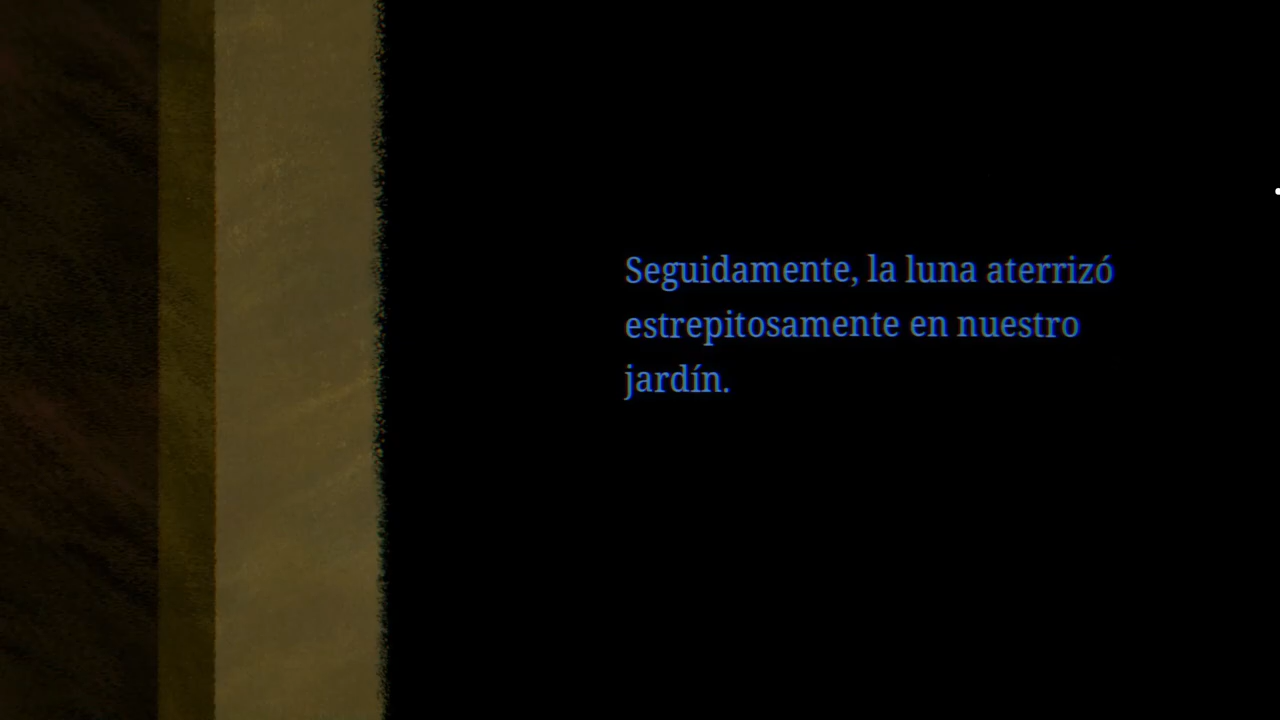 Seguidamente, la luna aterrizó
estrepitosamente en nuestro
jardín.